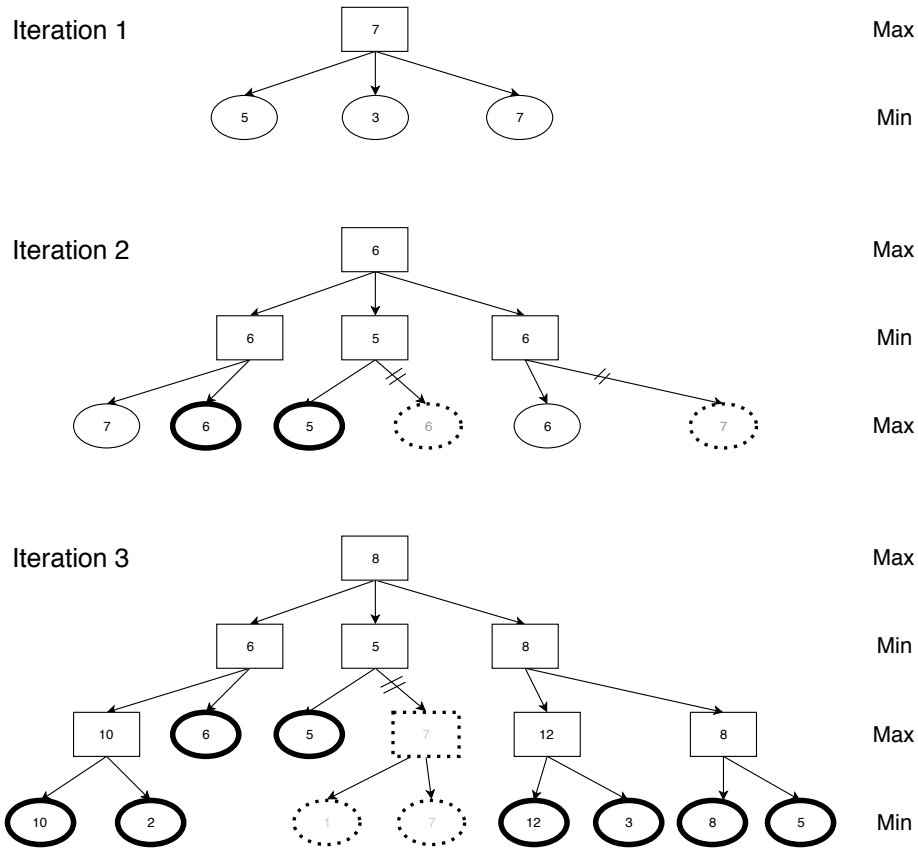 Iteration 1 7 Max
5 3 7 Min
Iteration 2 6 Max
6 5 6 Min
7 6 5 6 6 7 Max
Iteration 3 8 Max
6 5 8 Min
10 6 5 7 12 8 Max
10 2 1 7 12 3 8 5 Min